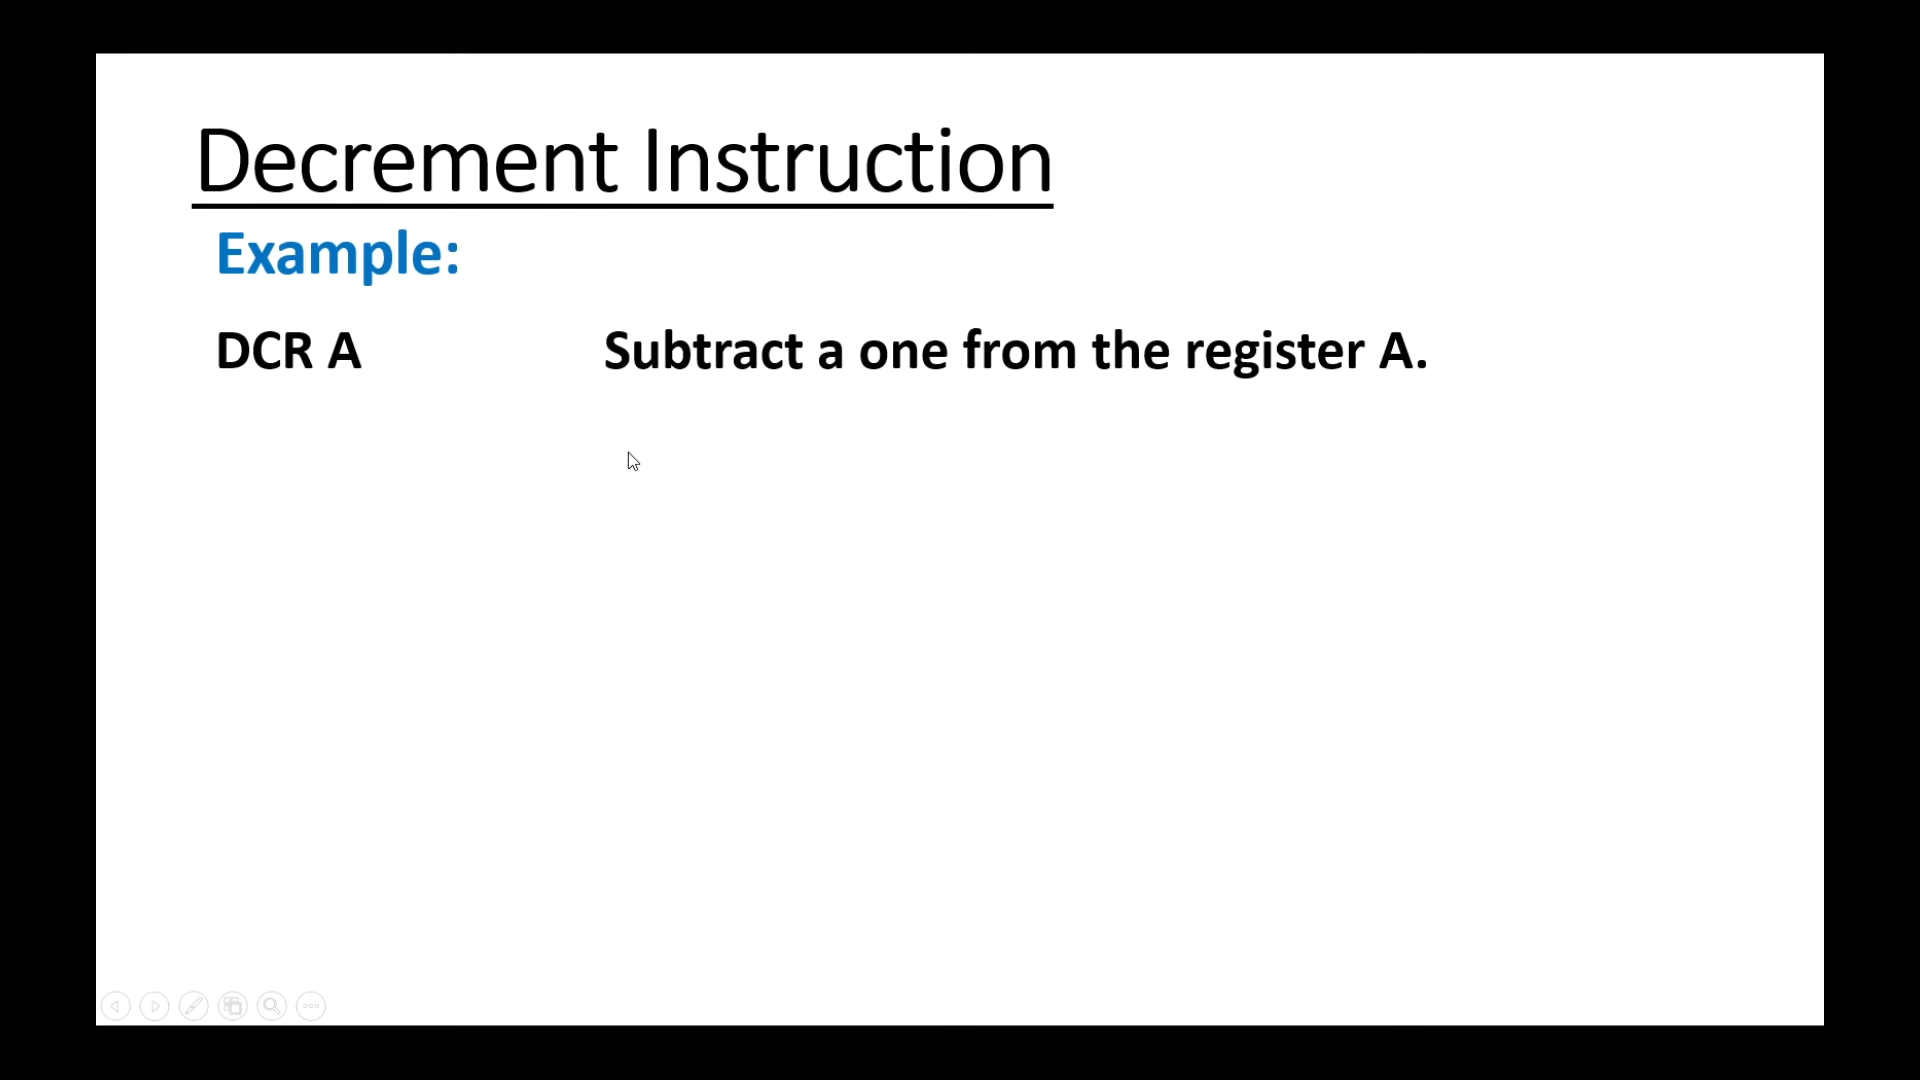 Decrement Instruction
Example:
DCR A Subtract a one from the register A.